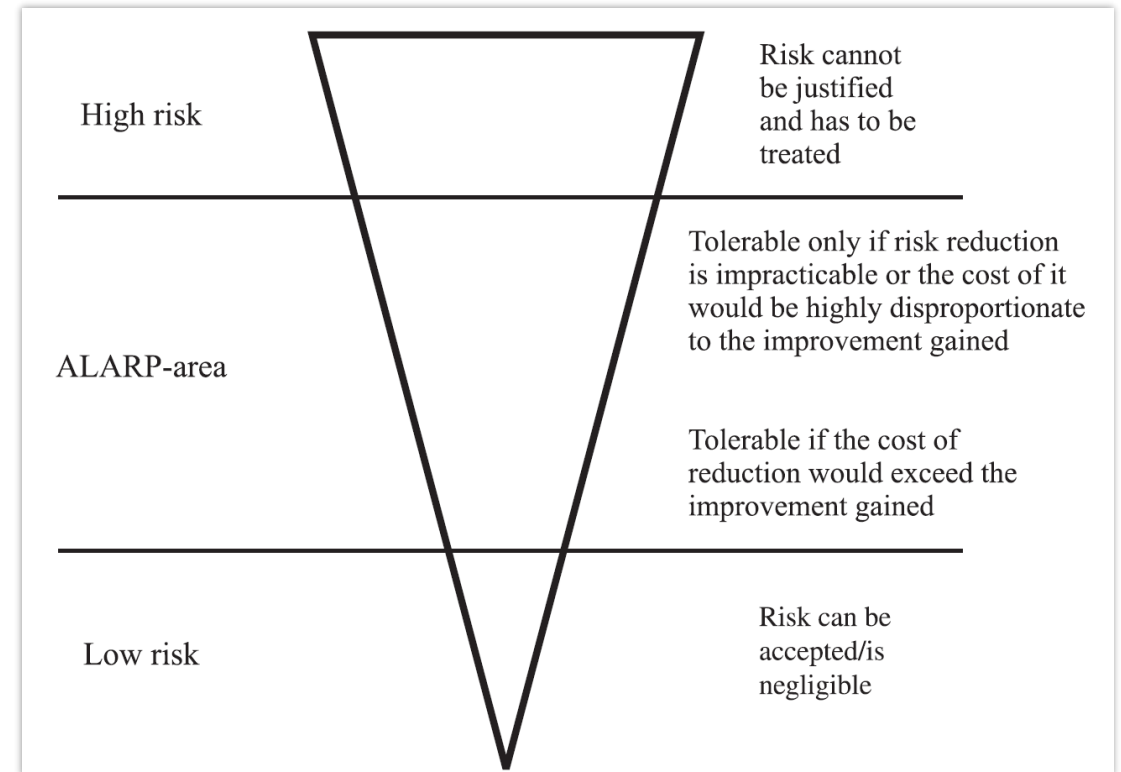 High risk
Risk cannot
be justified
and has to be
treated
ALARP-area
Tolerable only if risk reduction
is impracticable or the cost of it
would be highly disproportionate
to the improvement gained
Tolerable if the cost of
reduction would exceed the
improvement gained
Low risk
Risk can be
accepted/is
negligible